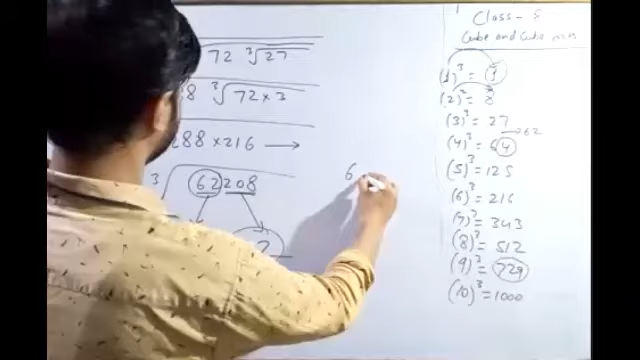 72 ∛27
8 ∛72×3
288 × 216 →
∛62208
2
6
Class - 8
Cube and Cube roots
(1)³ = 1
(2)³ = 8
(3)³ = 27
(4)³ = 64 → 62
(5)³ = 125
(6)³ = 216
(7)³ = 343
(8)³ = 512
(9)³ = 729
(10)³ = 1000